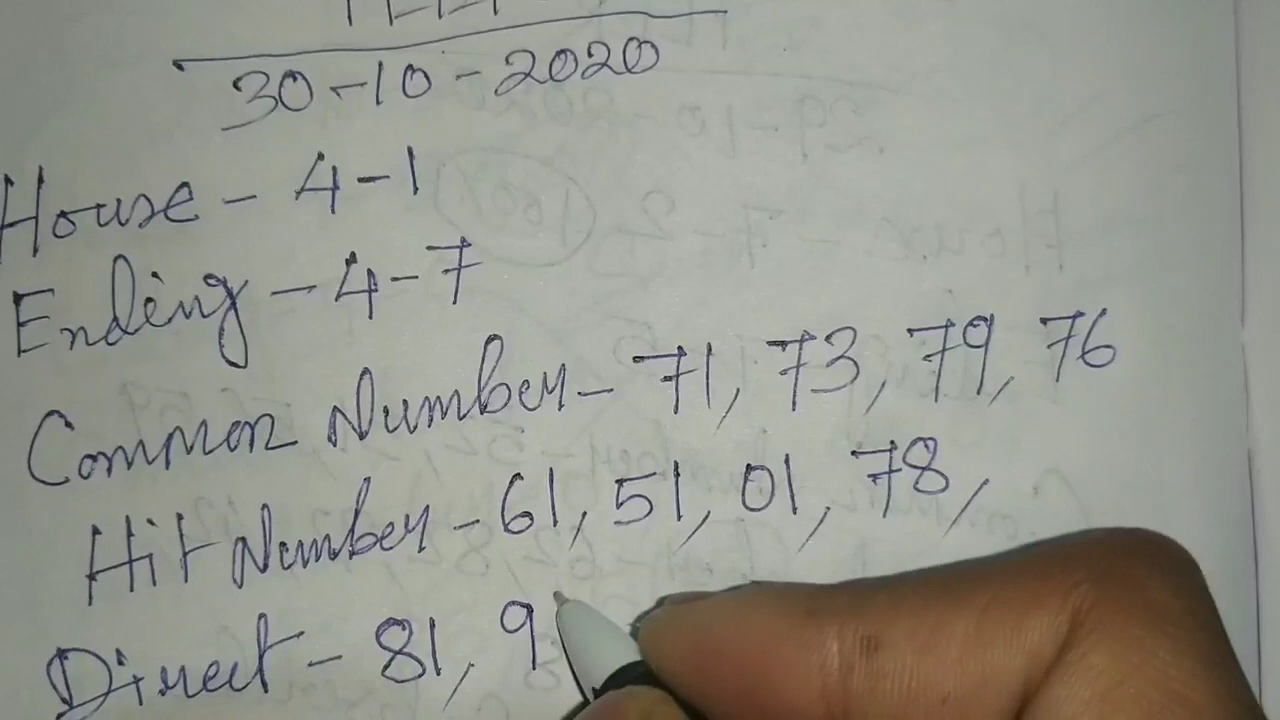 30-10-2020
House - 4-1
Ending - 4-7
Common Number - 71, 73, 79, 76
Hit Number - 61, 51, 01, 78,
Direct - 81, 9